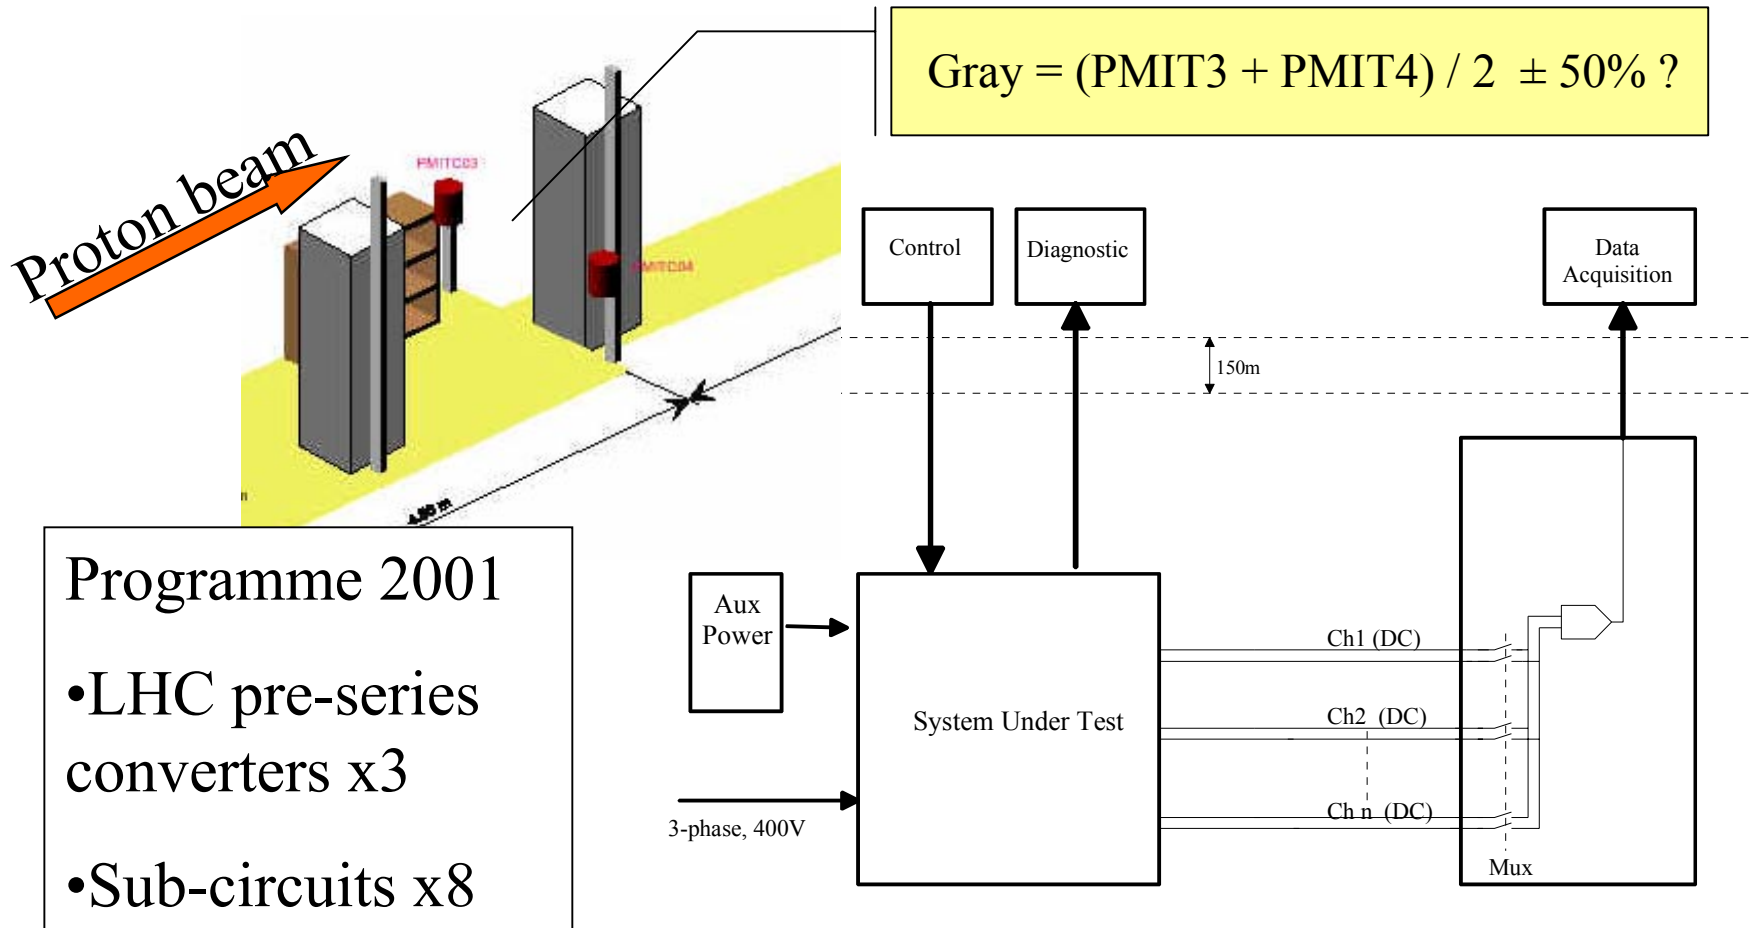 Gray = (PMIT3 + PMIT4) / 2 ± 50% ?
Proton beam
PMITC03
PMITC04
4.80 m
Control
Diagnostic
Data
Acquisition
150m
Programme 2001
•LHC pre-series
converters x3
•Sub-circuits x8
Aux
Power
System Under Test
3-phase, 400V
Ch1 (DC)
Ch2 (DC)
Ch n (DC)
Mux